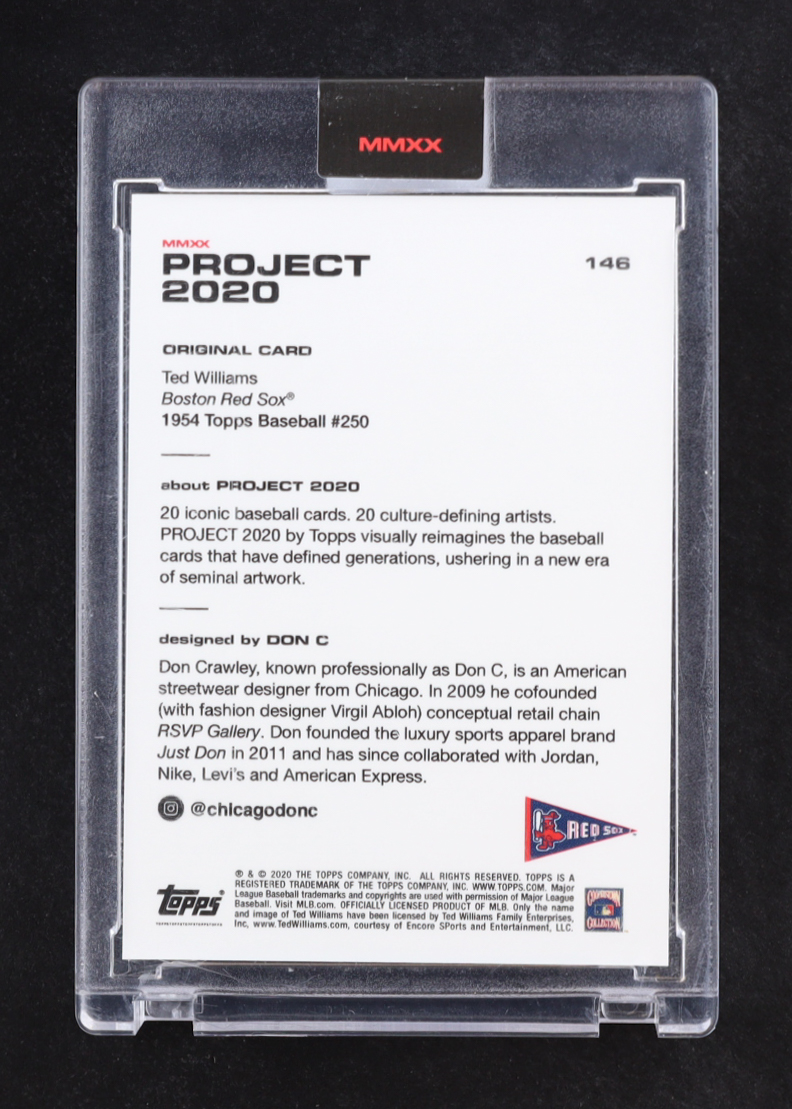 MMXX
MMXX
PROJECT 146
2020
ORIGINAL CARD
Ted Williams
Boston Red Sox®
1954 Topps Baseball #250
about PROJECT 2020
20 iconic baseball cards. 20 culture-defining artists.
PROJECT 2020 by Topps visually reimagines the baseball
cards that have defined generations, ushering in a new era
of seminal artwork.
designed by DON C
Don Crawley, known professionally as Don C, is an American
streetwear designer from Chicago. In 2009 he cofounded
(with fashion designer Virgil Abloh) conceptual retail chain
RSVP Gallery. Don founded the luxury sports apparel brand
Just Don in 2011 and has since collaborated with Jordan,
Nike, Levi's and American Express.
@chicagodonc
RED SOX
® & © 2020 THE TOPPS COMPANY, INC. ALL RIGHTS RESERVED. TOPPS IS A
REGISTERED TRADEMARK OF THE TOPPS COMPANY, INC. WWW.TOPPS.COM. Major
League Baseball trademarks and copyrights are used with permission of Major League
Baseball. Visit MLB.com. OFFICIALLY LICENSED PRODUCT OF MLB. Only the name
and image of Ted Williams have been licensed by Ted Williams Family Enterprises,
Inc, www.TedWilliams.com, courtesy of Encore SPorts and Entertainment, LLC.
Topps®
COOPERSTOWN
COLLECTION